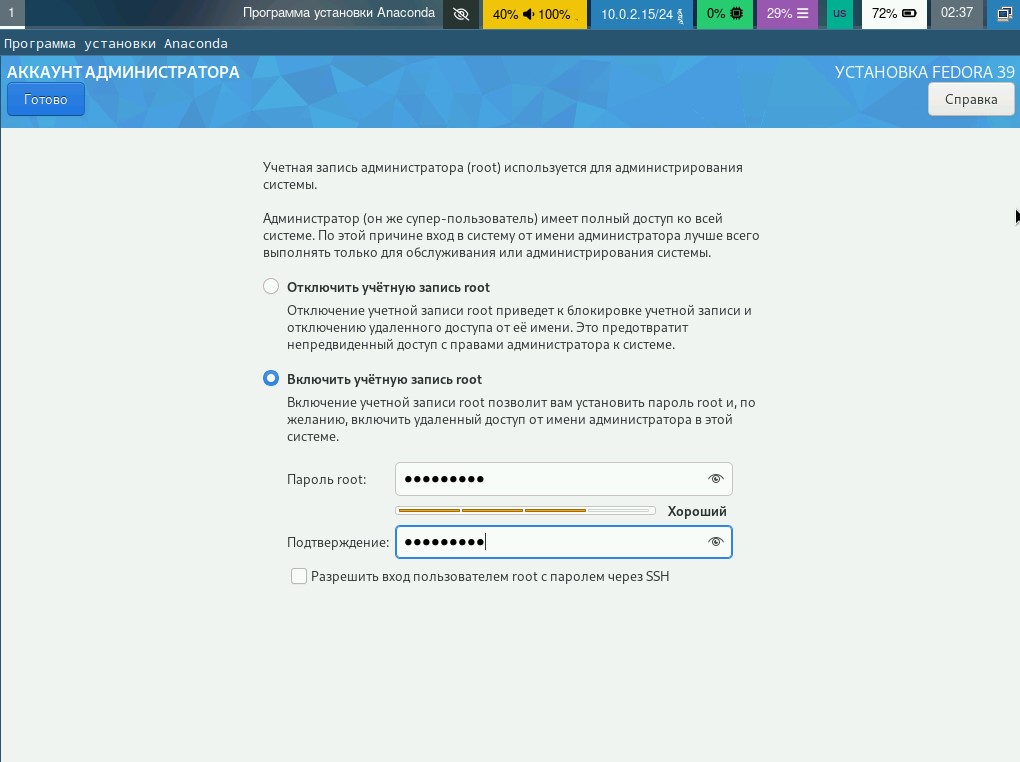 1 Программа установки Anaconda 40% 100% 10.0.2.15/24 0% 29% us 72% 02:37
Программа установки Anaconda
АККАУНТ АДМИНИСТРАТОРА УСТАНОВКА FEDORA 39
Готово Справка
Учетная запись администратора (root) используется для администрирования
системы.
Администратор (он же супер-пользователь) имеет полный доступ ко всей
системе. По этой причине вход в систему от имени администратора лучше всего
выполнять только для обслуживания или администрирования системы.
Отключить учётную запись root
Отключение учетной записи root приведет к блокировке учетной записи и
отключению удаленного доступа от её имени. Это предотвратит
непредвиденный доступ с правами администратора к системе.
Включить учётную запись root
Включение учетной записи root позволит вам установить пароль root и, по
желанию, включить удаленный доступ от имени администратора в этой
системе.
Пароль root: ●●●●●●●●●
Хороший
Подтверждение: ●●●●●●●●●
Разрешить вход пользователем root с паролем через SSH